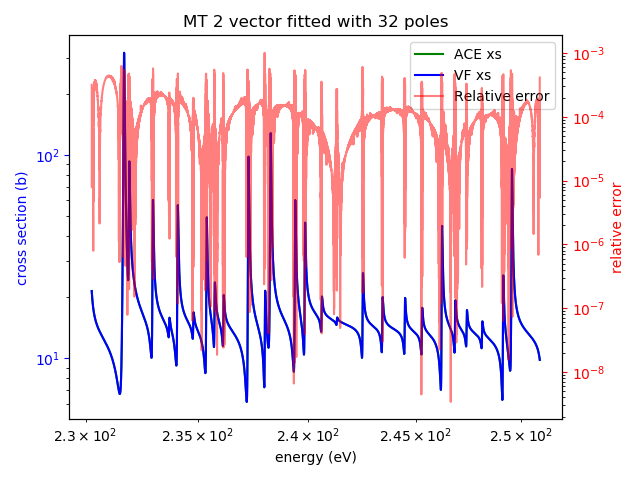 MT 2 vector fitted with 32 poles
ACE xs
VF xs
Relative error
cross section (b)
10²
10¹
relative error
10⁻³
10⁻⁴
10⁻⁵
10⁻⁶
10⁻⁷
10⁻⁸
2.3 × 10² 2.35 × 10² 2.4 × 10² 2.45 × 10² 2.5 × 10²
energy (eV)